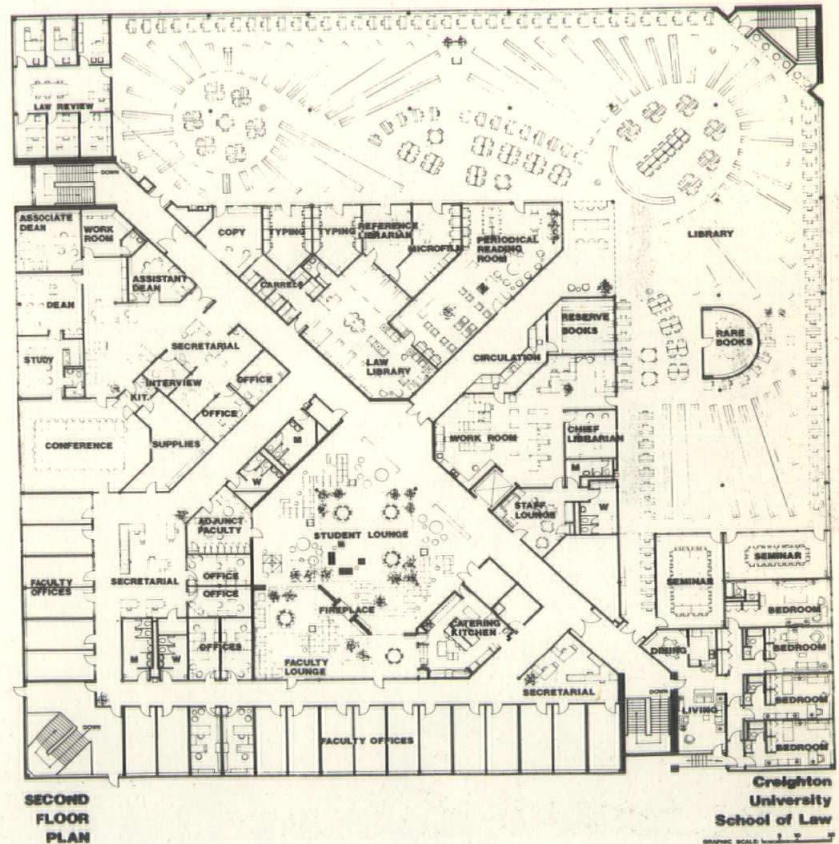 LAW REVIEW
DOWN
ASSOCIATE
DEAN
WORK
ROOM
COPY
TYPING
TYPING
REFERENCE
LIBRARIAN
MICROFILM
PERIODICAL
READING
ROOM
LIBRARY
ASSISTANT
DEAN
CARRELS
DEAN
SECRETARIAL
STUDY
INTERVIEW
OFFICE
KIT.
OFFICE
LAW
LIBRARY
CIRCULATION
RESERVE
BOOKS
RARE
BOOKS
CONFERENCE
SUPPLIES
M
W
WORK ROOM
CHIEF
LIBRARIAN
M
W
STAFF
LOUNGE
ADJUNCT
FACULTY
STUDENT LOUNGE
SEMINAR
SEMINAR
FACULTY
OFFICES
SECRETARIAL
OFFICE
OFFICE
BEDROOM
FIREPLACE
CATERING
KITCHEN
M
W
OFFICES
DINING
BEDROOM
FACULTY
LOUNGE
SECRETARIAL
DOWN
LIVING
BEDROOM
DOWN
FACULTY OFFICES
BEDROOM
SECOND
FLOOR
PLAN
Creighton
University
School of Law
GRAPHIC SCALE